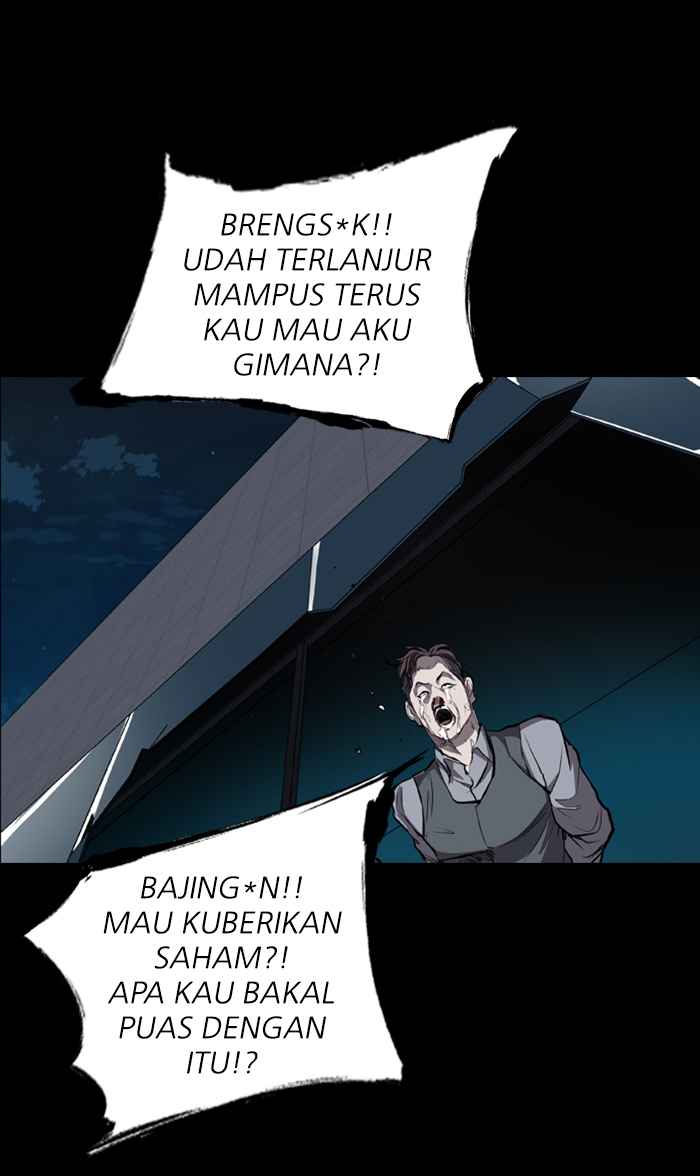 BRENGS*K!!
UDAH TERLANJUR
MAMPUS TERUS
KAU MAU AKU
GIMANA?!
BAJING*N!!
MAU KUBERIKAN
SAHAM?!
APA KAU BAKAL
PUAS DENGAN
ITU!?